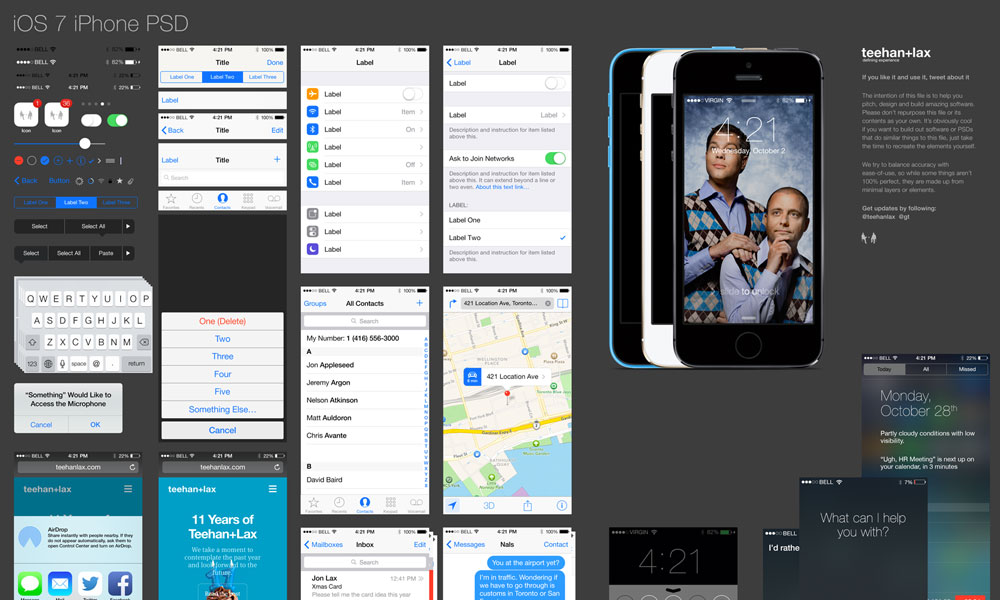 iOS 7 iPhone PSD
BELL
82%
BELL
82%
4:21 PM
22%
BELL
4:21 PM
22%
1
36
Icon
Icon
Back
Button
Label One
Label Two
Label Three
Select
Select All
Select
Select All
Paste
Q W E R T Y U I O P
A S D F G H J K L
Z X C V B N M
123
space
@
.
return
“Something” Would Like to
Access the Microphone
Cancel
OK
BELL
4:21 PM
22%
teehanlax.com
teehan+lax
AirDrop
Share instantly with people nearby. If they
do not appear automatically, ask them to
open Control Center and turn on AirDrop.
BELL
4:21 PM
100%
Title
Done
Label One
Label Two
Label Three
Label
BELL
4:21 PM
100%
Back
Title
Edit
Label
Title
Search
Favorites
Recents
Contacts
Keypad
Voicemail
One (Delete)
Two
Three
Four
Five
Something Else...
Cancel
BELL
4:21 PM
22%
teehanlax.com
teehan+lax
11 Years of
Teehan+Lax
We take a moment to
contemplate the past year
and look forward to the
future.
Read the post
BELL
4:21 PM
100%
Label
Label
Label
Item
Label
On
Label
Label
Off
Label
Item
Label
Label
Label
BELL
4:21 PM
100%
Groups
All Contacts
Search
My Number: 1 (416) 556-3000
A
Jon Appleseed
Jeremy Argon
Nelson Atkinson
Matt Auldoron
Chris Avante
B
David Baird
Favorites
Recents
Contacts
Keypad
Voicemail
BELL
4:21 PM
100%
Mailboxes
Inbox
Edit
Search
Jon Lax
12:41 PM
Xmas Card
Please tell me the card idea this year
BELL
4:21 PM
100%
Label
Label
Label
Label
Label
Description and instruction for item listed
above this.
Ask to Join Networks
Description and instruction for item listed
above this. It can extend beyond a line or
two even. About this text link...
LABEL:
Label One
Label Two
Description and instruction for item listed
above this.
BELL
4:21 PM
100%
421 Location Ave, Toronto...
421 Location Ave
3D
BELL
4:21 PM
100%
Messages
Nals
Contact
You at the airport yet?
I'm in traffic. Wondering if
we have to go through
customs in Toronto or San
VIRGIN
82%
4:21
Wednesday, October 2
slide to unlock
teehan+lax
defining experience
If you like it and use it, tweet about it
The intention of this file is to help you
pitch, design and build amazing software.
Please don't repurpose this file or its
contents as your own. It's obviously cool
if you want to build out software or PSDs
that do similar things to this file, just take
the time to recreate the elements yourself.
We try to balance accuracy with
ease-of-use, so while some things aren't
100% perfect, they are made up from
minimal layers or elements.
Get updates by following:
@teehanlax @gt
BELL
4:21 PM
22%
Today
All
Missed
Monday,
October 28th
Partly cloudy conditions with low
visibility.
“Ugh, HR Meeting” is next up on
your calendar, in 3 minutes
VIRGIN
82%
4:21
BELL
I'd rathe
BELL
7%
What can I help
you with?